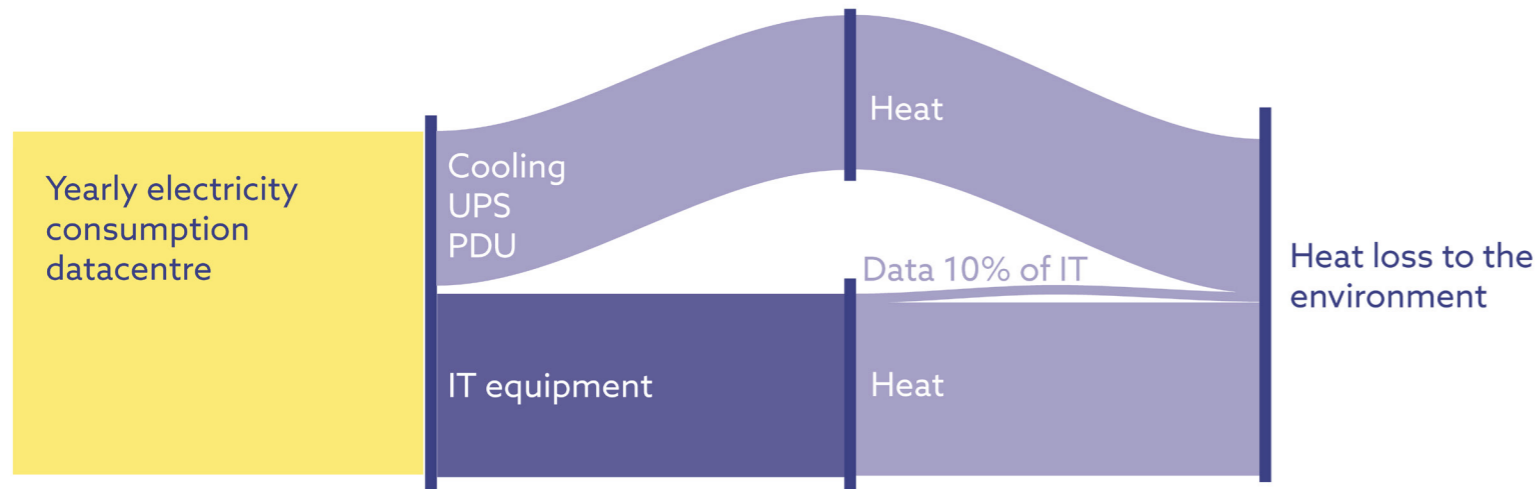 Yearly electricity
consumption
datacentre
Cooling
UPS
PDU
IT equipment
Heat
Data 10% of IT
Heat
Heat loss to the
environment